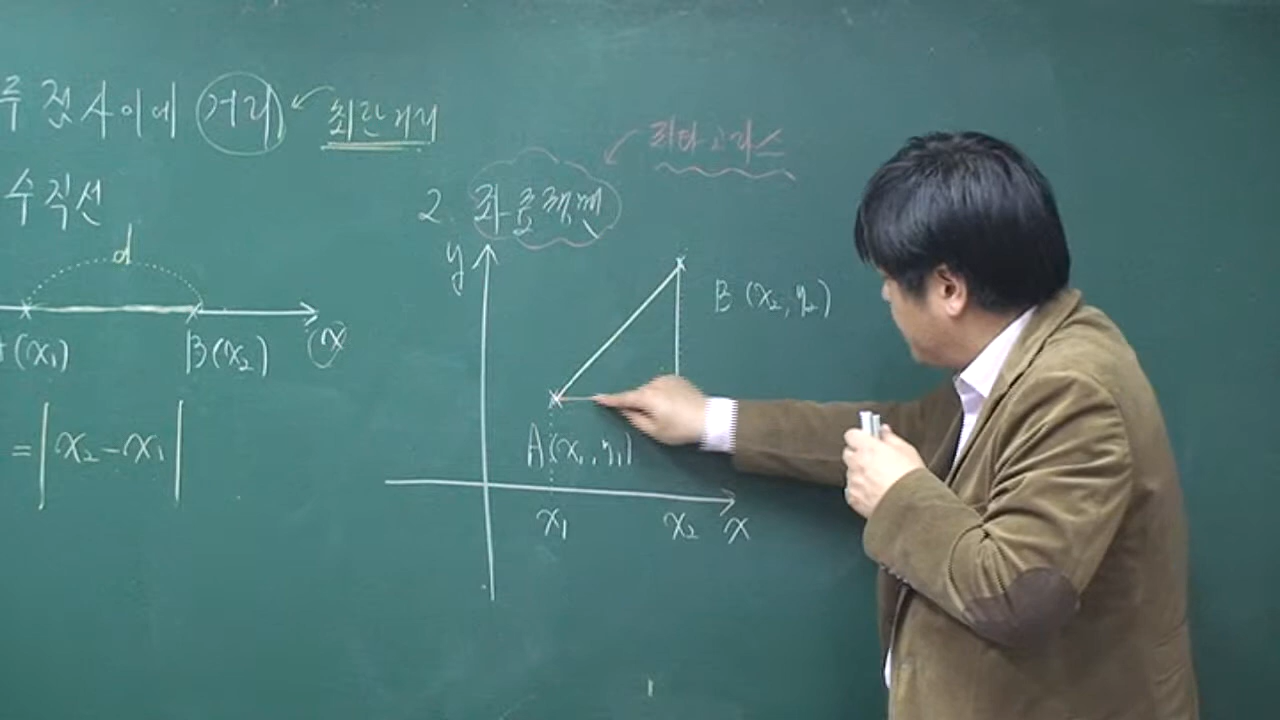 두 점사이에 거리
최단거리
수직선
d
(x₁)
B(x₂)
x
= |x₂-x₁|
피타고라스
2. 좌표평면
y
B (x₂, y₂)
A(x₁, y₁)
x₁
x₂
x